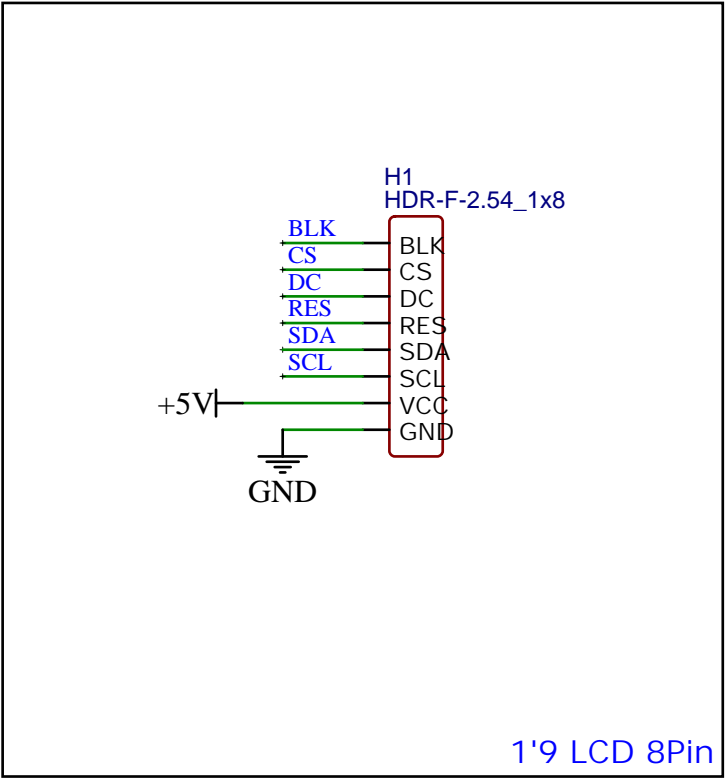 H1
HDR-F-2.54_1x8
BLK BLK
CS CS
DC DC
RES RES
SDA SDA
SCL SCL
+5V VCC
GND
GND
1'9 LCD 8Pin